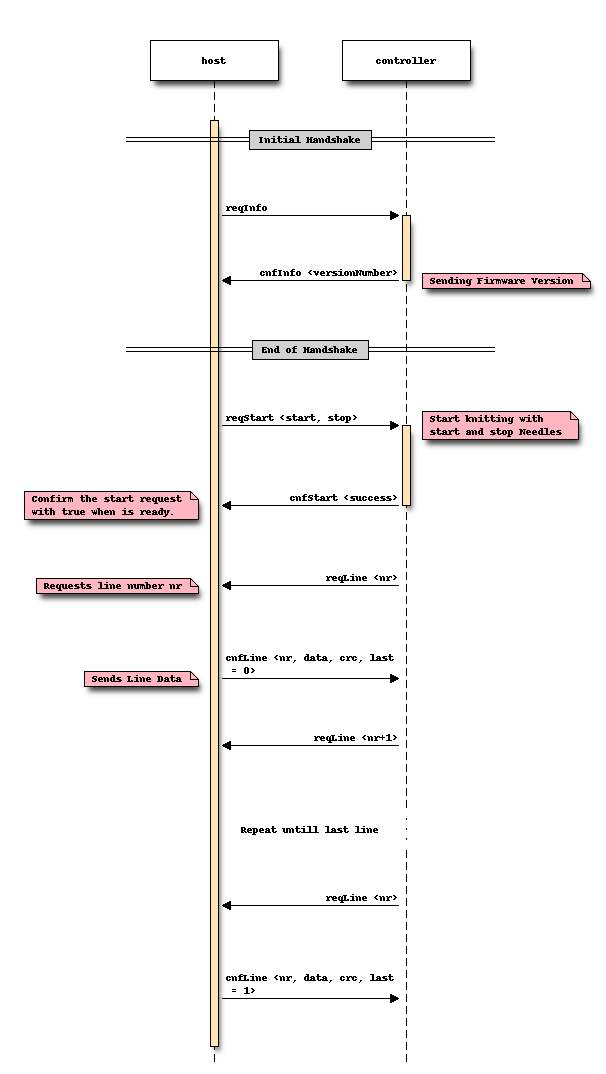 host
controller
Initial Handshake
reqInfo
cnfInfo <versionNumber>
Sending Firmware Version
End of Handshake
reqStart <start, stop>
Start knitting with
start and stop Needles
cnfStart <success>
Confirm the start request
with true when is ready.
reqLine <nr>
Requests line number nr
cnfLine <nr, data, crc, last
= 0>
Sends Line Data
reqLine <nr+1>
Repeat untill last line
reqLine <nr>
cnfLine <nr, data, crc, last
= 1>